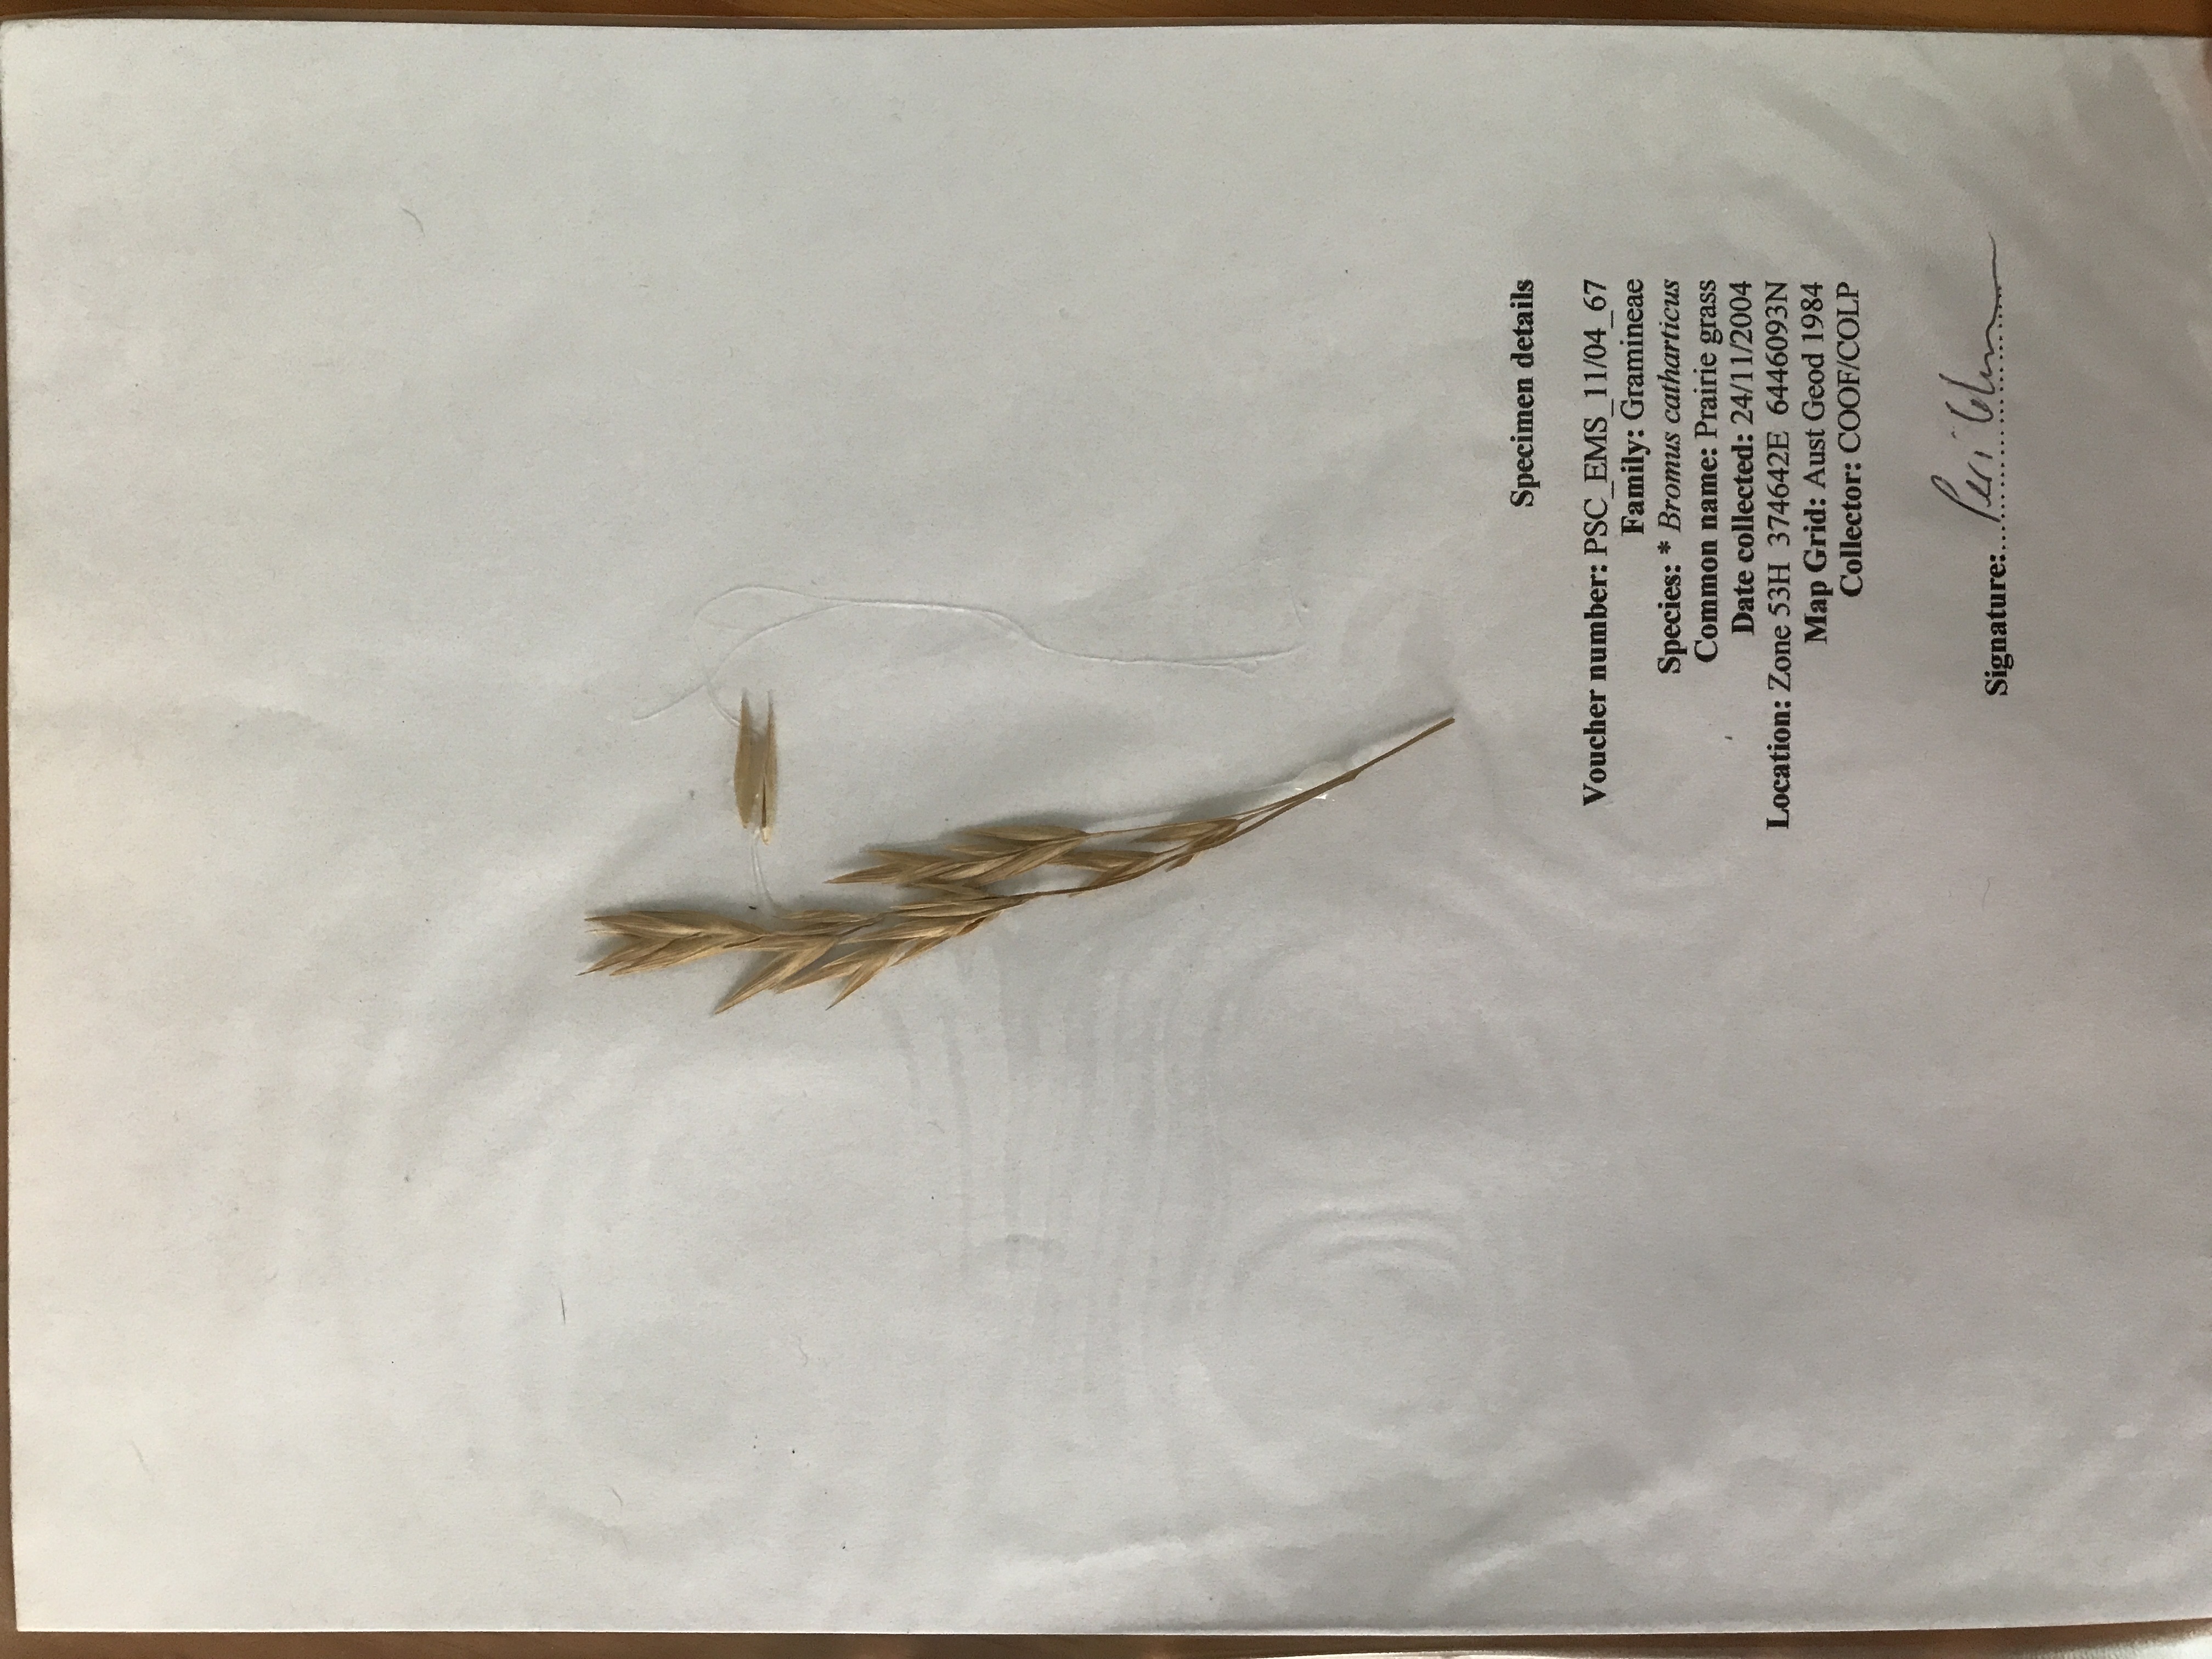 Specimen details
Voucher number: PSC_EMS_11/04_67
Family: Gramineae
Species: * Bromus catharticus
Common name: Prairie grass
Date collected: 24/11/2004
Location: Zone 53H 374642E 6446093N
Map Grid: Aust Geod 1984
Collector: COOF/COLP
Signature:........ Peri